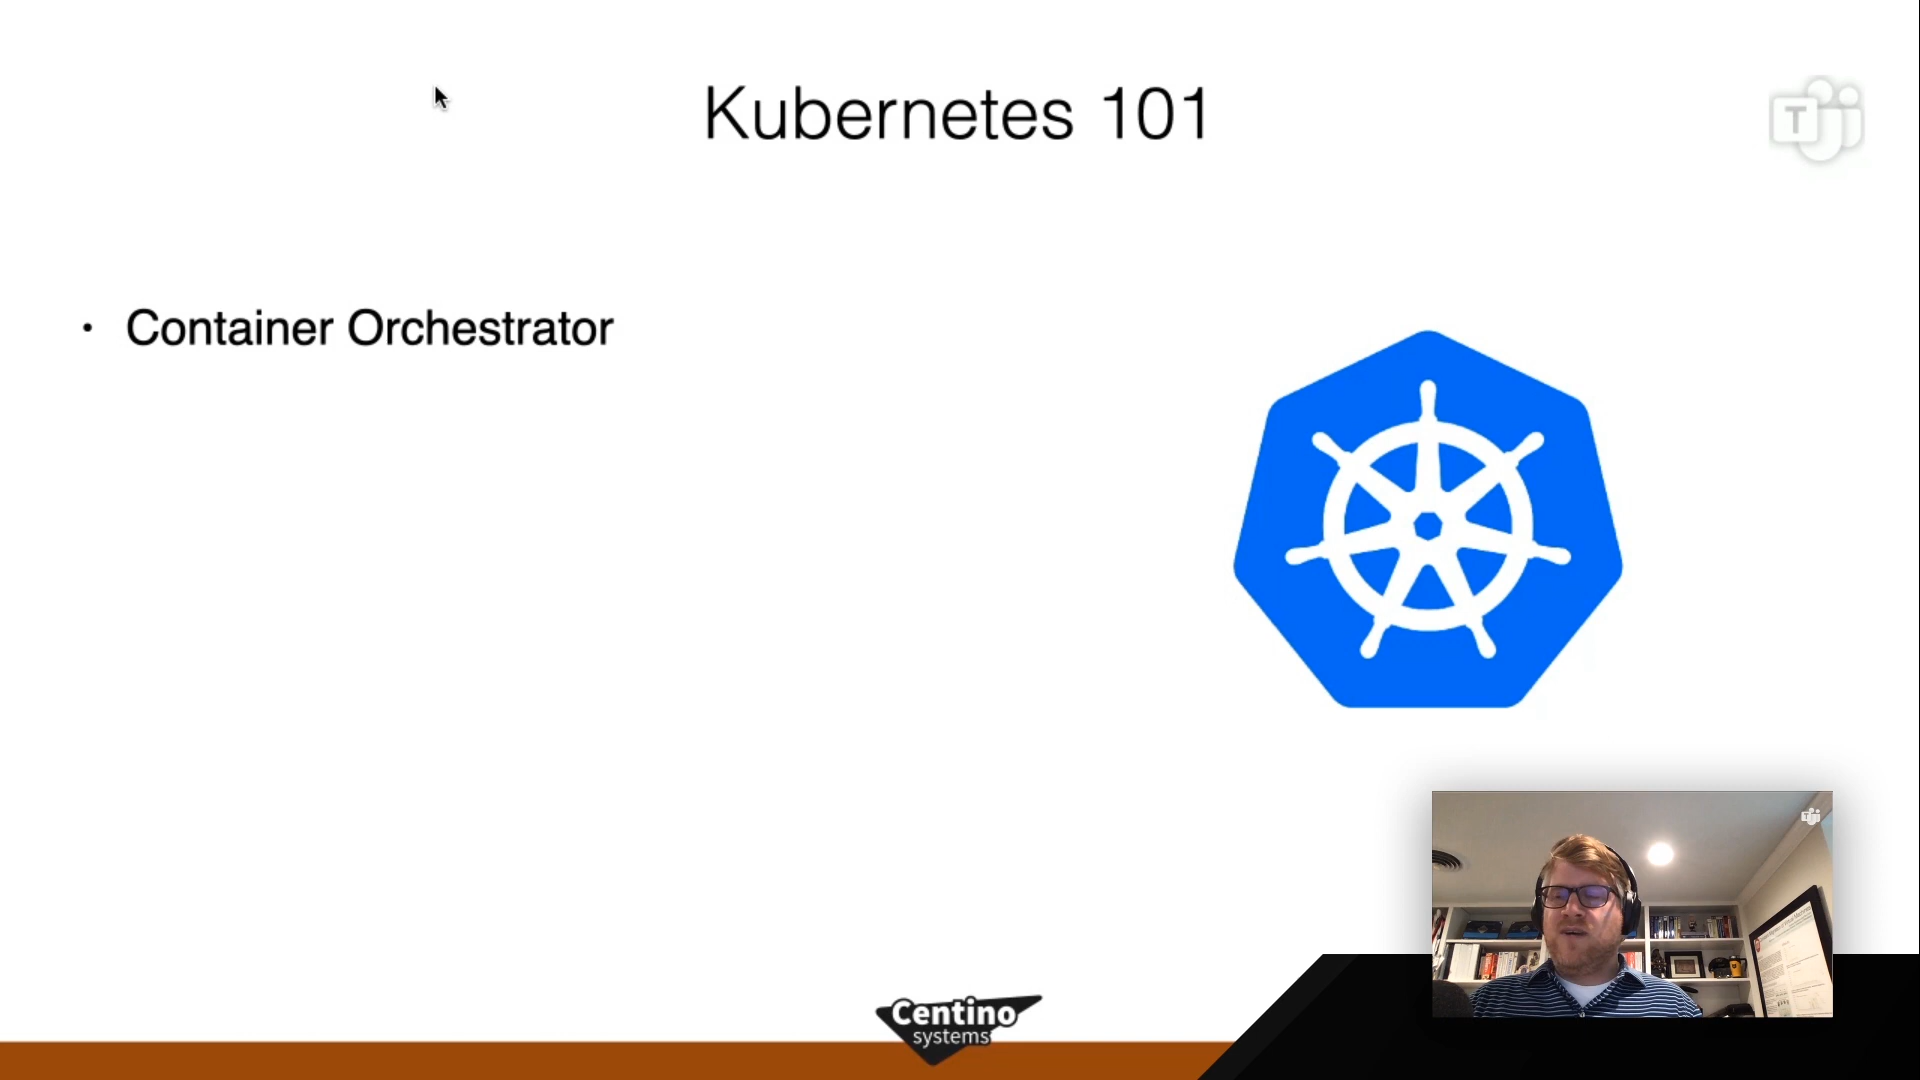 Kubernetes 101
T
• Container Orchestrator
T
Centino
systems